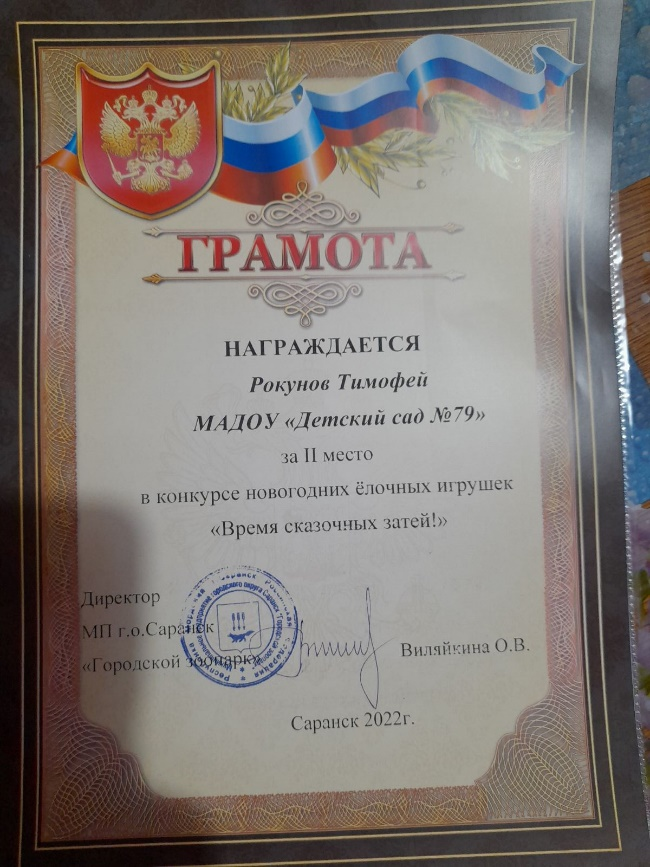 ГРАМОТА
НАГРАЖДАЕТСЯ
Рокунов Тимофей
МАДОУ «Детский сад №79»
за II место
в конкурсе новогодних ёлочных игрушек
«Время сказочных затей!»
Директор
МП г.о.Саранск
«Городской зоопарк»
Виляйкина О.В.
Саранск 2022г.